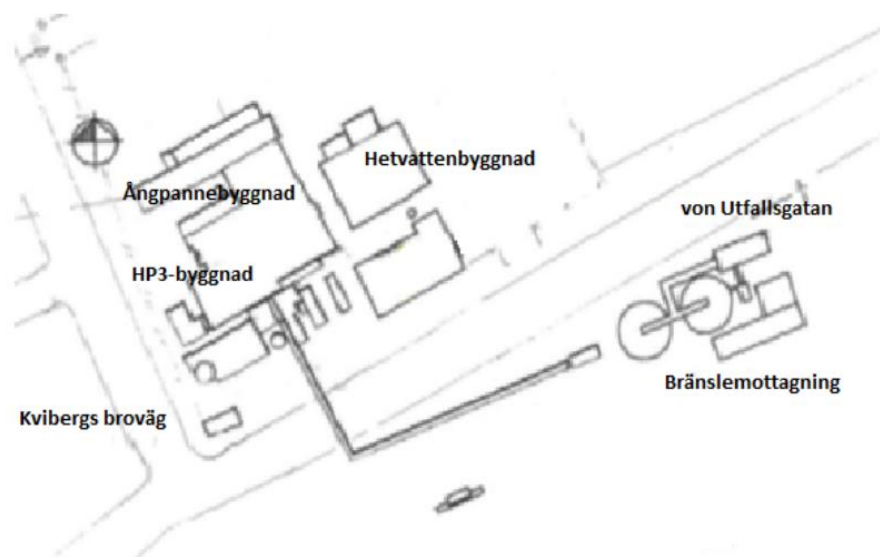 Hetvattenbyggnad
Ångpannebyggnad
von Utfallsgatan
HP3-byggnad
Bränslemottagning
Kvibergs broväg